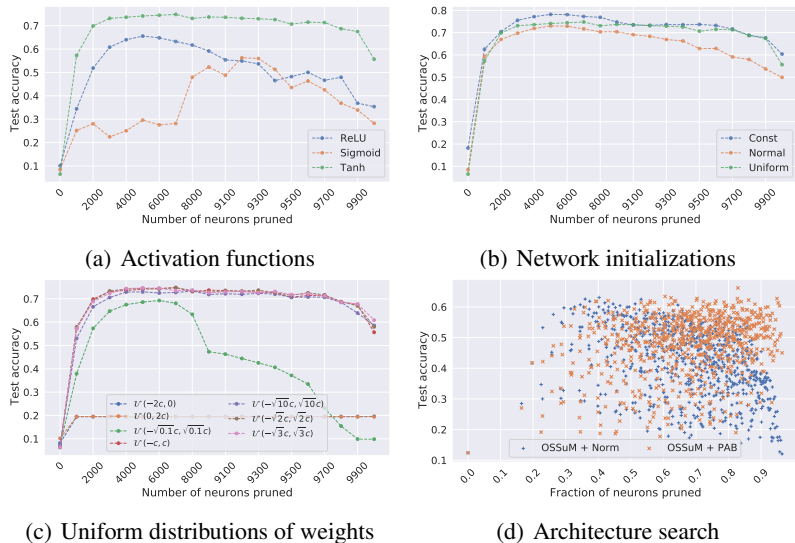 0.7
0.6
0.5
0.4
0.3
0.2
0.1
Test accuracy
ReLU
Sigmoid
Tanh
0
2000
4000
6000
8000
9100
9300
9500
9700
9900
Number of neurons pruned
(a) Activation functions
0.8
0.7
0.6
0.5
0.4
0.3
0.2
0.1
Test accuracy
Const
Normal
Uniform
0
2000
4000
6000
8000
9100
9300
9500
9700
9900
Number of neurons pruned
(b) Network initializations
0.7
0.6
0.5
0.4
0.3
0.2
0.1
Test accuracy
𝒰(−2c, 0)
𝒰(0, 2c)
𝒰(−√0.1c, √0.1c)
𝒰(−c, c)
𝒰(−√10c, √10c)
𝒰(−√2c, √2c)
𝒰(−√3c, √3c)
0
2000
4000
6000
8000
9100
9300
9500
9700
9900
Number of neurons pruned
(c) Uniform distributions of weights
0.6
0.5
0.4
0.3
0.2
0.1
Test accuracy
OSSuM + Norm
OSSuM + PAB
0.0
0.1
0.2
0.3
0.4
0.5
0.6
0.7
0.8
0.9
Fraction of neurons pruned
(d) Architecture search